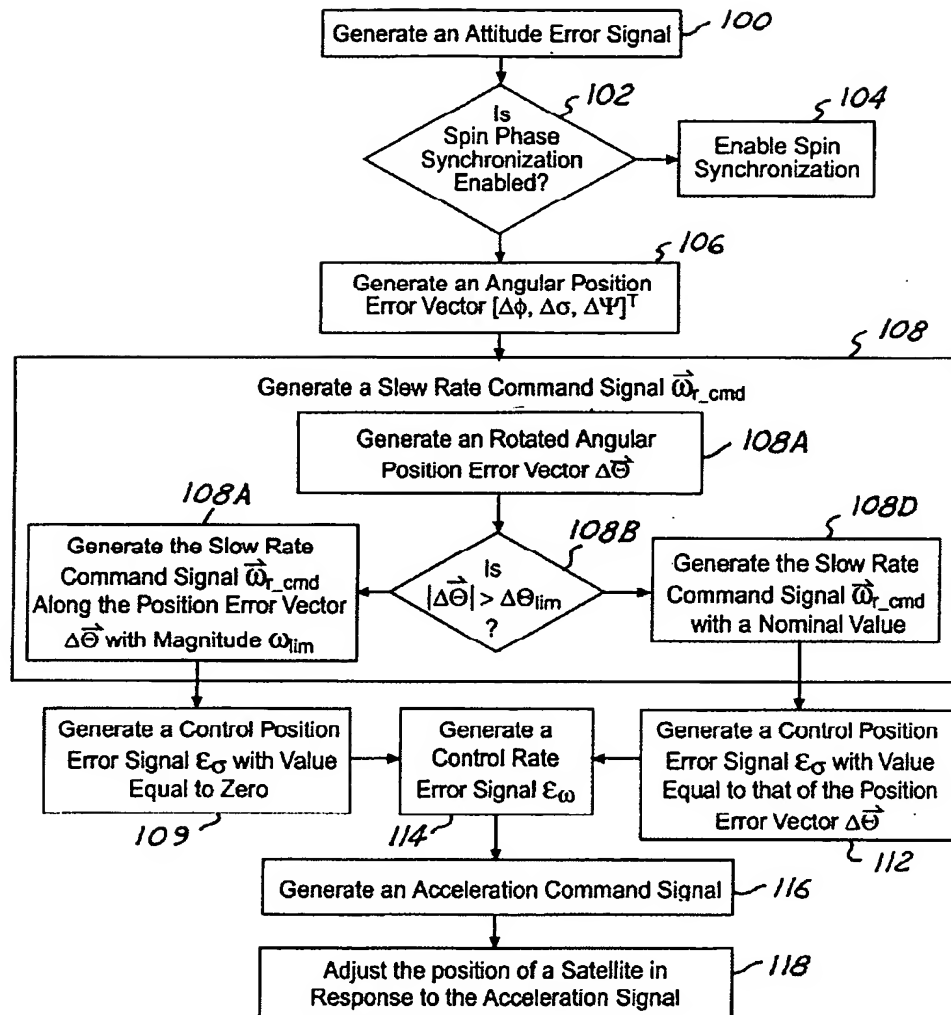 Generate an Attitude Error Signal
100
Is
Spin Phase
Synchronization
Enabled?
102
Enable Spin
Synchronization
104
Generate an Angular Position
Error Vector [Δϕ, Δσ, ΔΨ]ᵀ
106
108
Generate a Slew Rate Command Signal ω⃗r_cmd
Generate an Rotated Angular
Position Error Vector ΔΘ⃗
108A
108A
Generate the Slow Rate
Command Signal ω⃗r_cmd
Along the Position Error Vector
ΔΘ⃗ with Magnitude ωlim
108B
Is
|ΔΘ⃗| > ΔΘlim
?
108D
Generate the Slow Rate
Command Signal ω⃗r_cmd
with a Nominal Value
Generate a Control Position
Error Signal εσ with Value
Equal to Zero
109
Generate a
Control Rate
Error Signal εω
114
Generate a Control Position
Error Signal εσ with Value
Equal to that of the Position
Error Vector ΔΘ⃗
112
Generate an Acceleration Command Signal
116
Adjust the position of a Satellite in
Response to the Acceleration Signal
118